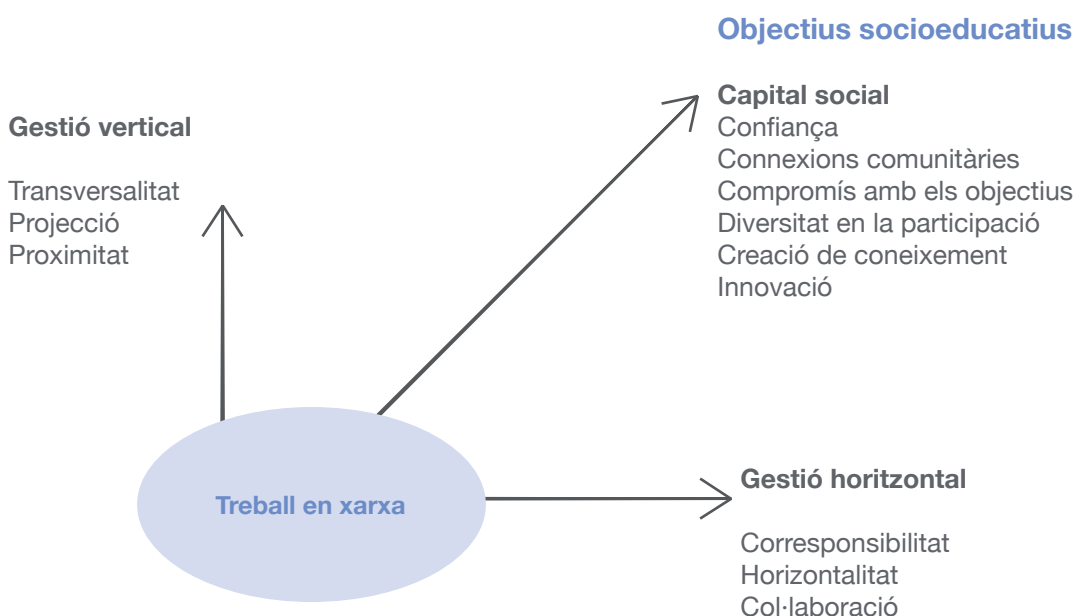 Objectius socioeducatius
Gestió vertical
Transversalitat
Projecció
Proximitat
Capital social
Confiança
Connexions comunitàries
Compromís amb els objectius
Diversitat en la participació
Creació de coneixement
Innovació
Treball en xarxa
Gestió horitzontal
Corresponsibilitat
Horizontalitat
Col·laboració